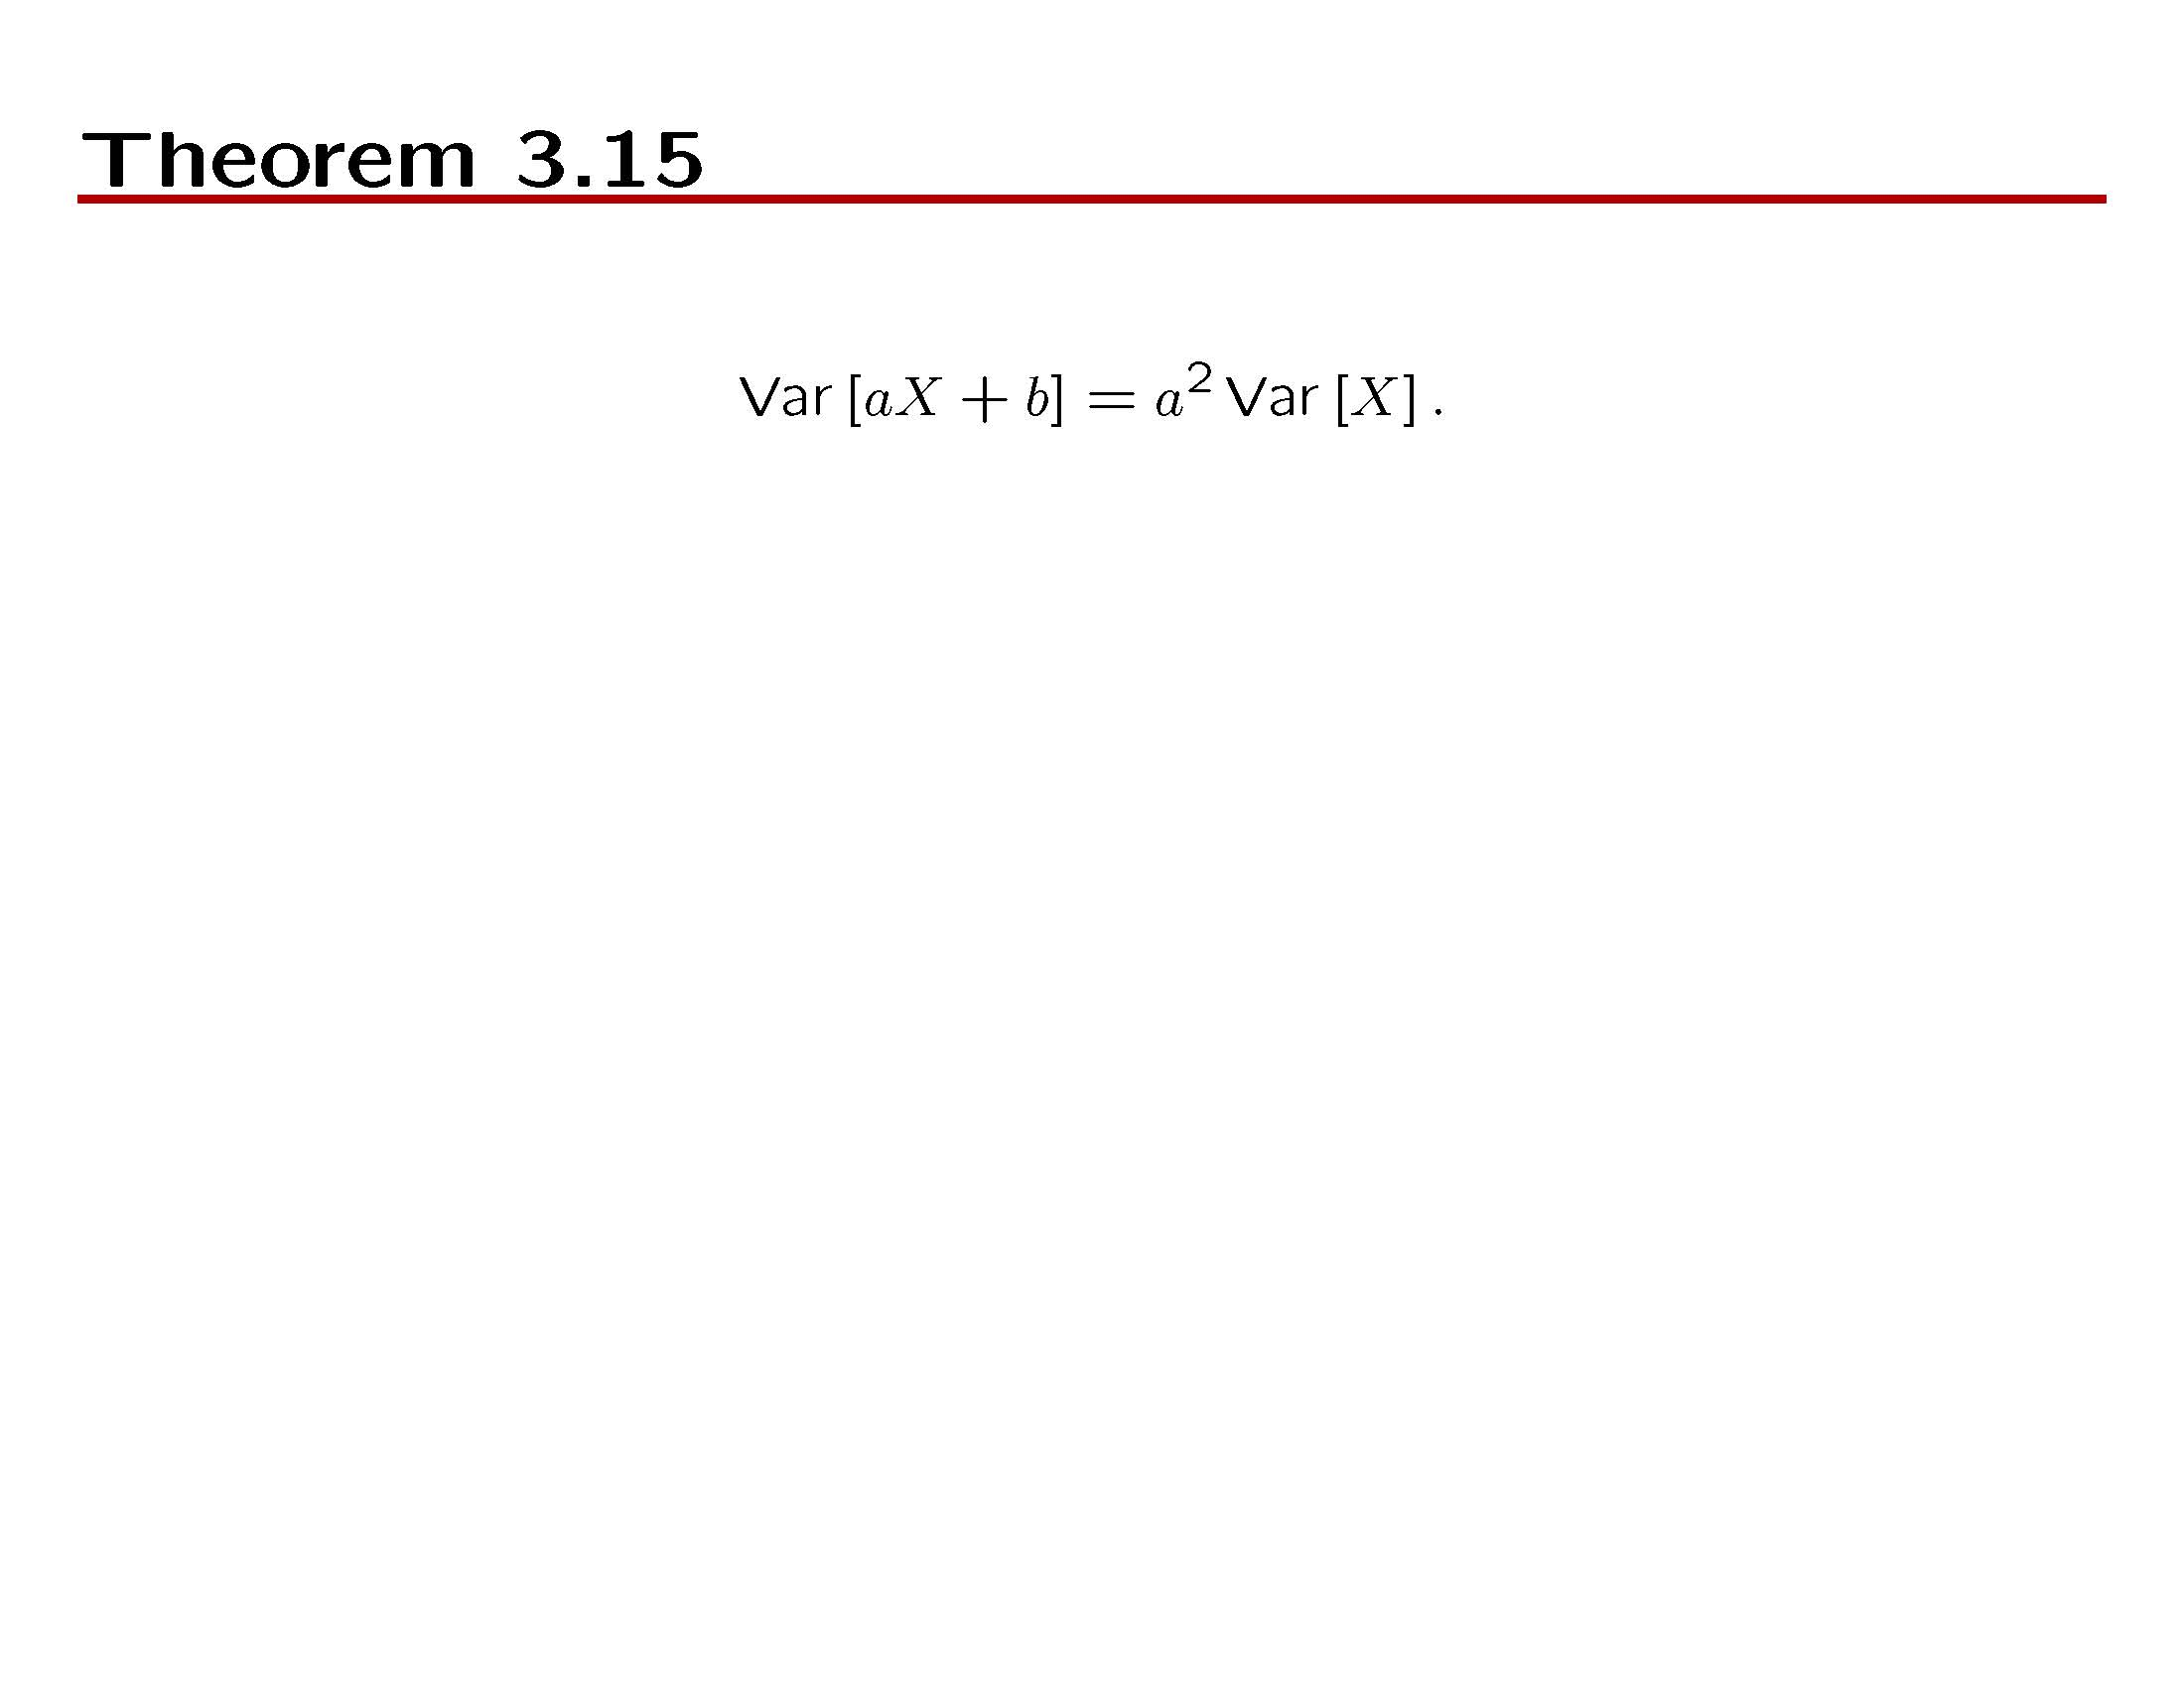 Theorem 3.15
Var [aX + b] = a² Var [X] .